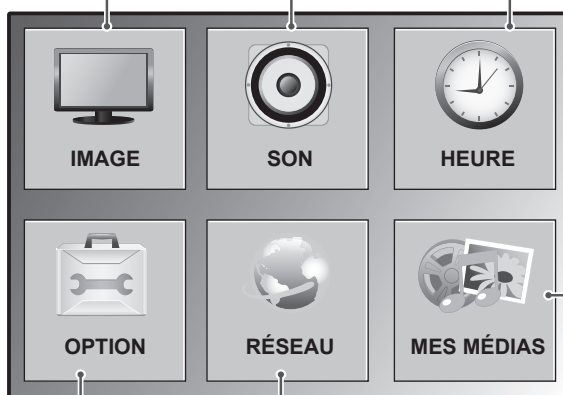 IMAGE
SON
HEURE
OPTION
RÉSEAU
MES MÉDIAS